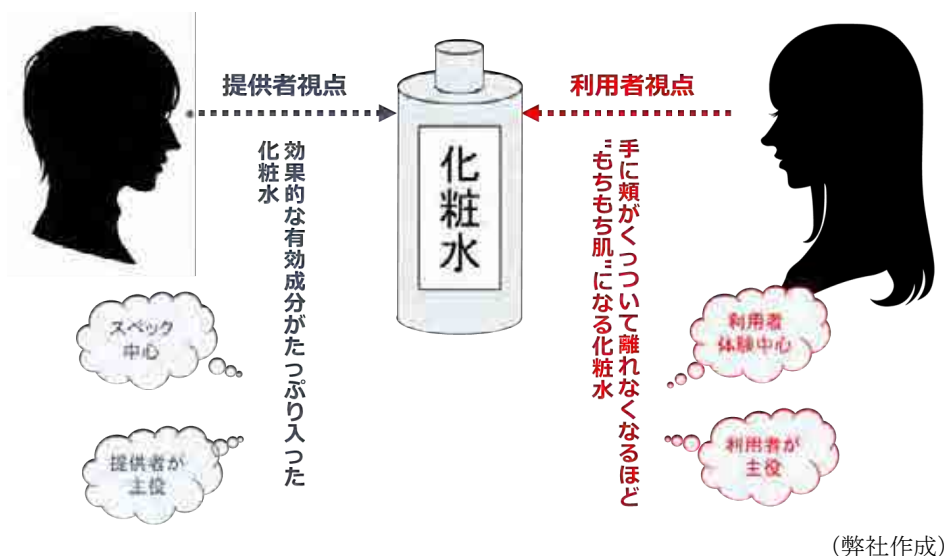 提供者視点
利用者視点
化粧水
効果的な有効成分がたっぷり入った
化粧水
手に頬がくっついて離れなくなるほど
“もちもち肌”になる化粧水
スペック
中心
提供者が
主役
利用者
体験中心
利用者が
主役
(弊社作成)